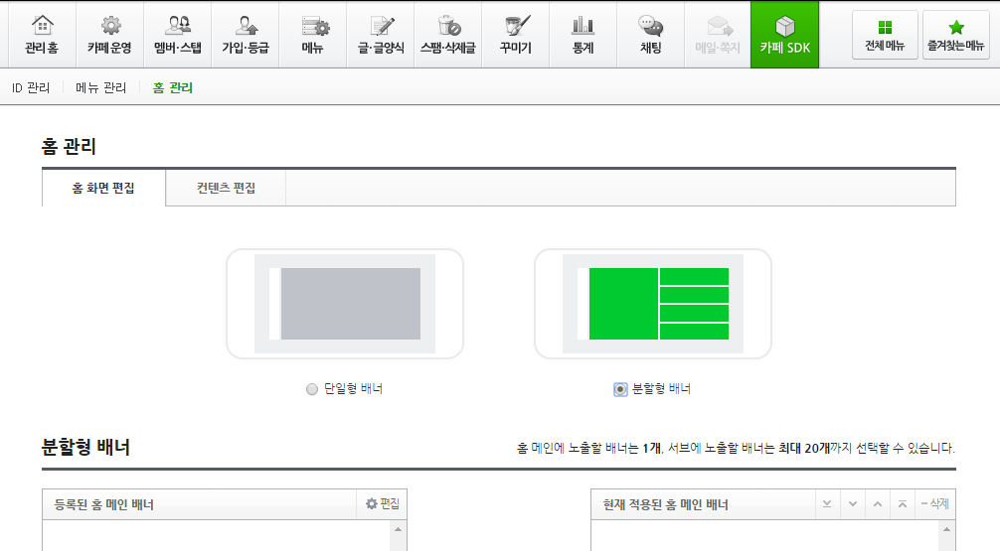 관리 홈 카페 운영 멤버·스탭 가입·등급 메뉴 글·글양식 스팸·삭제글 꾸미기 통계 채팅 메일·쪽지 카페 SDK 전체 메뉴 즐겨찾는메뉴
ID 관리 메뉴 관리 홈 관리
홈 관리
홈 화면 편집 컨텐츠 편집
단일형 배너 분할형 배너
분할형 배너 홈 메인에 노출할 배너는 1개, 서브에 노출할 배너는 최대 20개까지 선택할 수 있습니다.
등록된 홈 메인 배너 편집 현재 적용된 홈 메인 배너 삭제